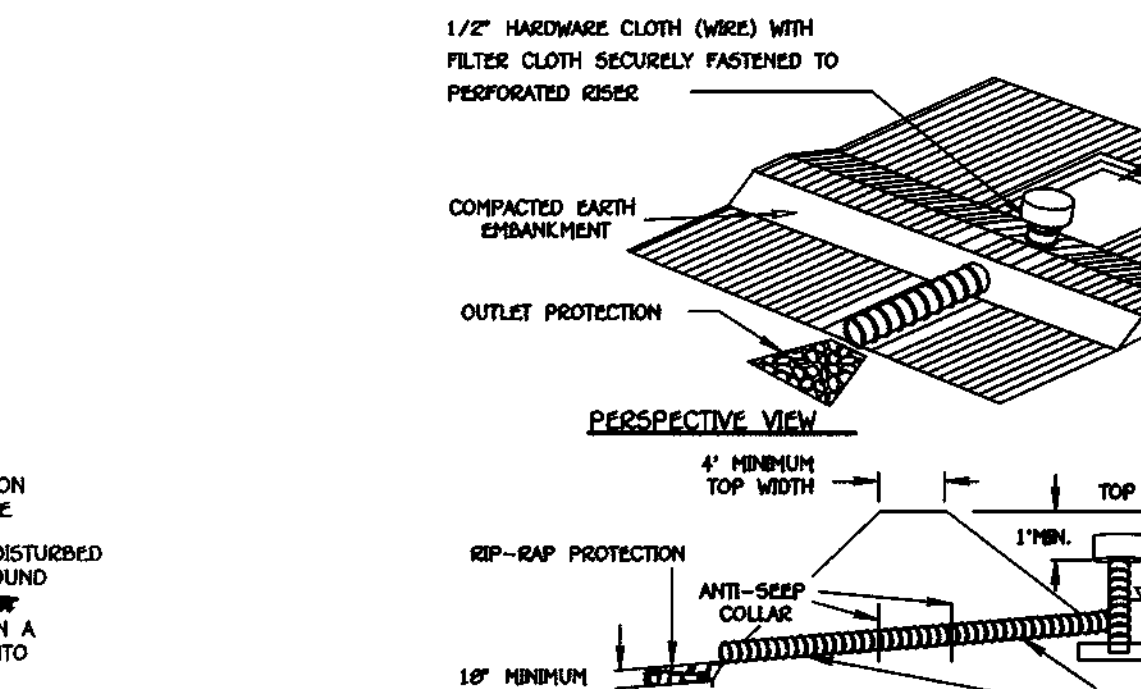 1/2" HARDWARE CLOTH (WIRE) WITH
FILTER CLOTH SECURELY FASTENED TO
PERFORATED RISER
COMPACTED EARTH
EMBANKMENT
OUTLET PROTECTION
PERSPECTIVE VIEW
4' MINIMUM
TOP WIDTH
TOP
1'MIN.
RIP-RAP PROTECTION
ANTI-SEEP
COLLAR
18" MINIMUM
ON
E
DISTURBED
OUND
N A
NTO